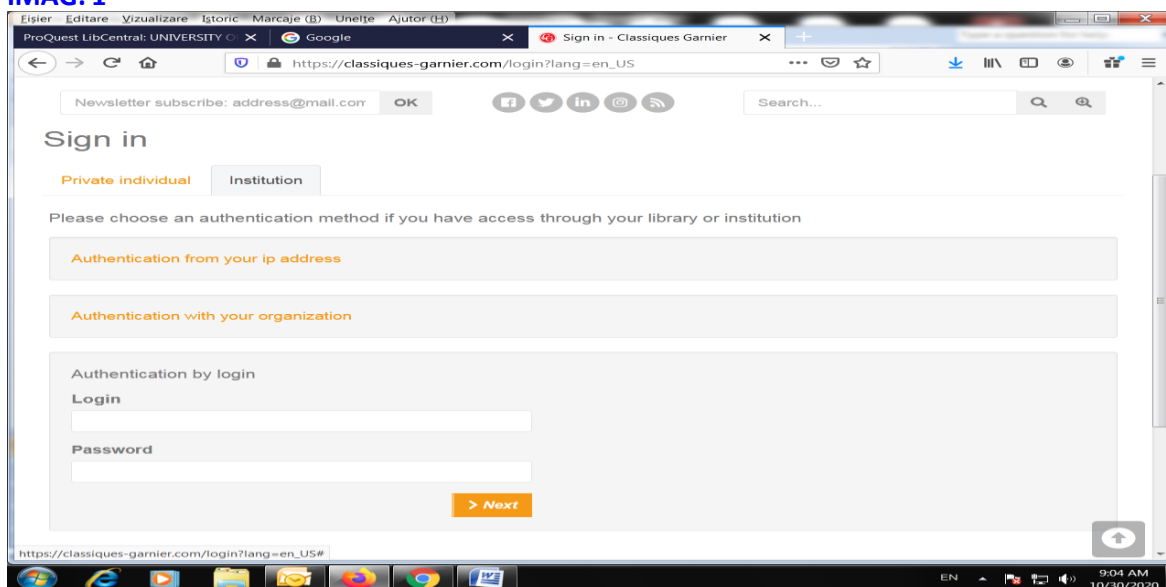 IMAG. 1
Fișier Editare Vizualizare Istoric Marcaje (B) Unelte Ajutor (H)
ProQuest LibCentral: UNIVERSITY O Google Sign in - Classiques Garnier
https://classiques-garnier.com/login?lang=en_US
Newsletter subscribe: address@mail.com OK Search...
Sign in
Private individual Institution
Please choose an authentication method if you have access through your library or institution
Authentication from your ip address
Authentication with your organization
Authentication by login
Login
Password
> Next
https://classiques-garnier.com/login?lang=en_US#
EN 9:04 AM
10/30/2020